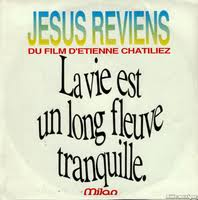 JESUS REVIENS
DU FILM D'ETIENNE CHATILIEZ
La vie est
un long fleuve
tranquille.
Milan